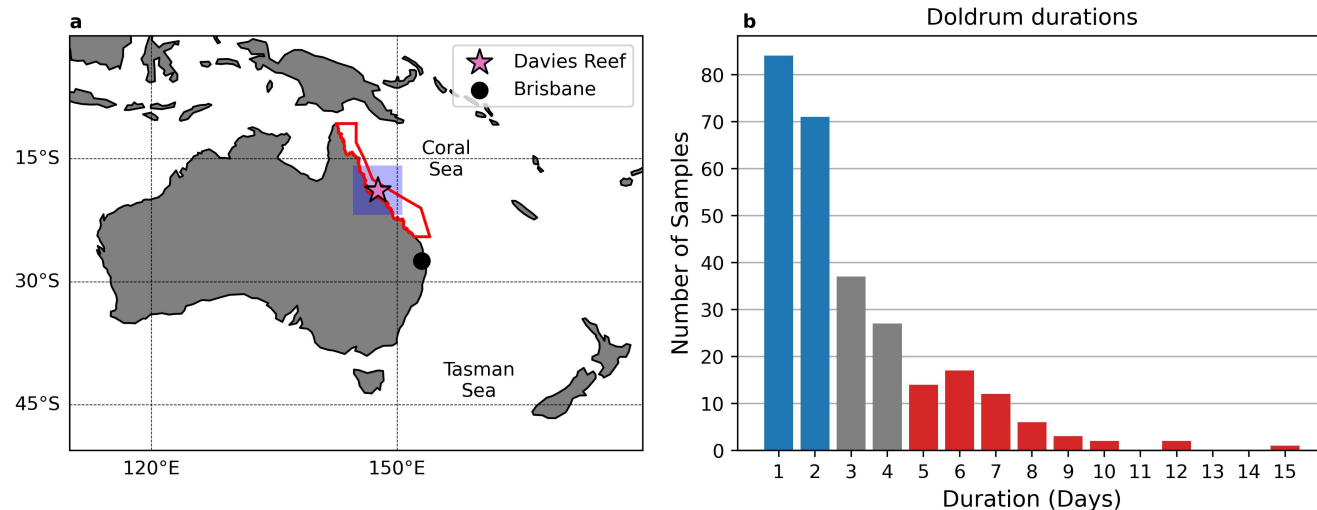 a
Davies Reef
Brisbane
Coral
Sea
Tasman
Sea
15°S
30°S
45°S
120°E
150°E
b
Doldrum durations
Number of Samples
80
70
60
50
40
30
20
10
0
1 2 3 4 5 6 7 8 9 10 11 12 13 14 15
Duration (Days)